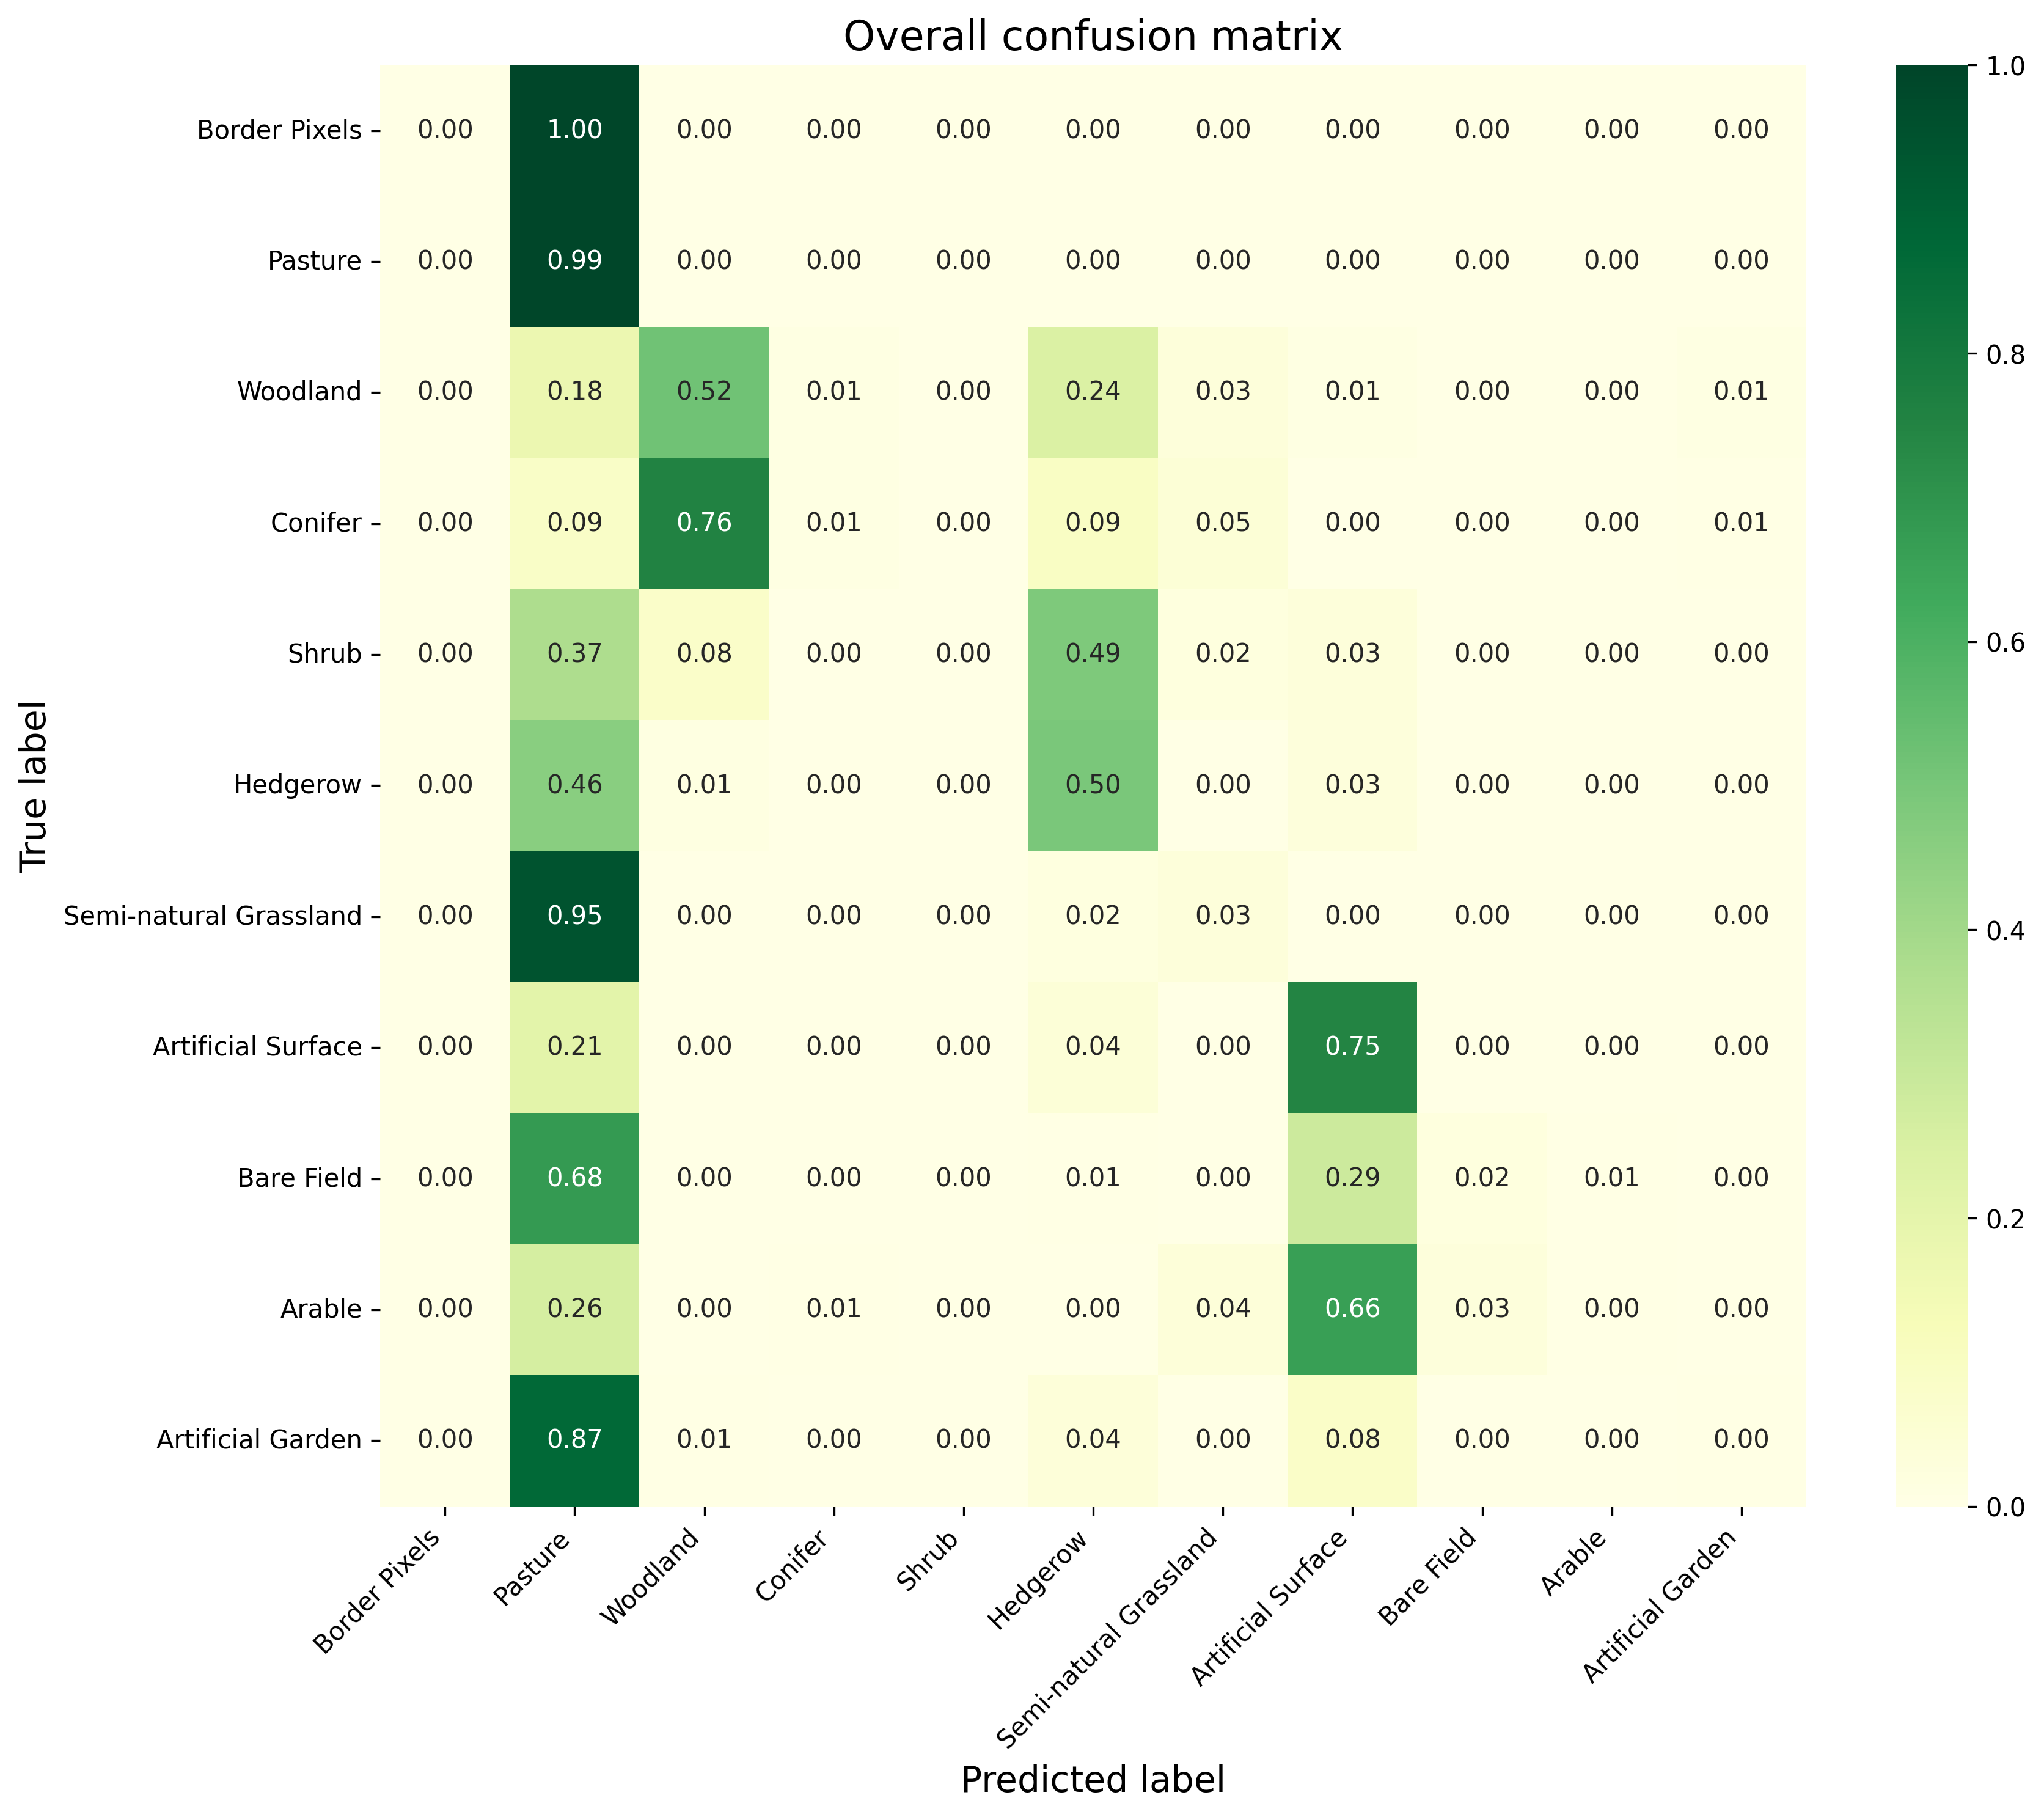 Overall confusion matrix
Border Pixels 0.00 1.00 0.00 0.00 0.00 0.00 0.00 0.00 0.00 0.00 0.00
Pasture 0.00 0.99 0.00 0.00 0.00 0.00 0.00 0.00 0.00 0.00 0.00
Woodland 0.00 0.18 0.52 0.01 0.00 0.24 0.03 0.01 0.00 0.00 0.01
Conifer 0.00 0.09 0.76 0.01 0.00 0.09 0.05 0.00 0.00 0.00 0.01
Shrub 0.00 0.37 0.08 0.00 0.00 0.49 0.02 0.03 0.00 0.00 0.00
Hedgerow 0.00 0.46 0.01 0.00 0.00 0.50 0.00 0.03 0.00 0.00 0.00
Semi-natural Grassland 0.00 0.95 0.00 0.00 0.00 0.02 0.03 0.00 0.00 0.00 0.00
Artificial Surface 0.00 0.21 0.00 0.00 0.00 0.04 0.00 0.75 0.00 0.00 0.00
Bare Field 0.00 0.68 0.00 0.00 0.00 0.01 0.00 0.29 0.02 0.01 0.00
Arable 0.00 0.26 0.00 0.01 0.00 0.00 0.04 0.66 0.03 0.00 0.00
Artificial Garden 0.00 0.87 0.01 0.00 0.00 0.04 0.00 0.08 0.00 0.00 0.00
True label
Border Pixels
Pasture
Woodland
Conifer
Shrub
Hedgerow
Semi-natural Grassland
Artificial Surface
Bare Field
Arable
Artificial Garden
Predicted label
1.0
0.8
0.6
0.4
0.2
0.0